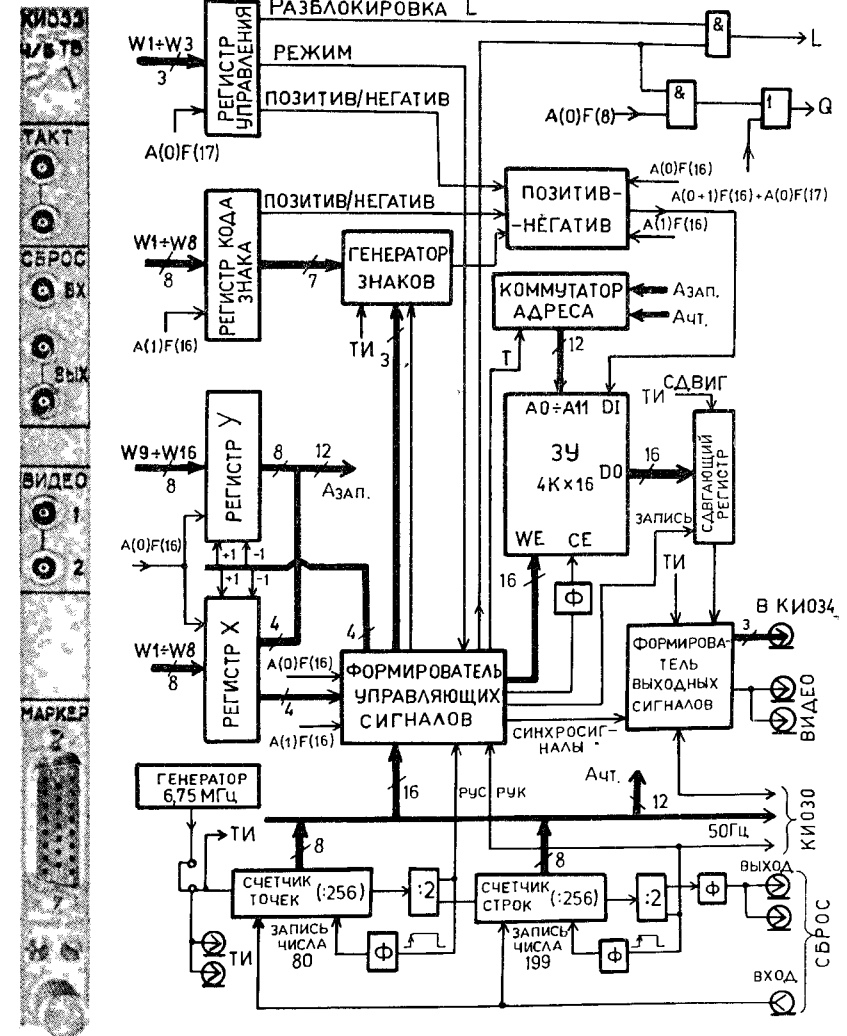 КИ033
Ч/Б ТВ
ТАКТ
СБРОС
ВХ
ВЫХ
ВИДЕО
1
2
МАРКЕР
РАЗБЛОКИРОВКА L
W1÷W3
3
РЕГИСТР
УПРАВЛЕНИЯ
РЕЖИМ
ПОЗИТИВ/НЕГАТИВ
A(0)F(17)
&
L
A(0)F(8)
&
1
Q
W1÷W8
8
РЕГИСТР КОДА
ЗНАКА
ПОЗИТИВ/НЕГАТИВ
7
A(1)F(16)
ГЕНЕРАТОР
ЗНАКОВ
ТИ
3
ПОЗИТИВ-
-НЕГАТИВ
A(0)F(16)
A(0+1)F(16)+A(0)F(17)
A(1)F(16)
КОММУТАТОР
АДРЕСА
Азап.
Ачт.
Т
12
W9÷W16
8
РЕГИСТР У
8
12
Азап.
A0÷A11 DI
ЗУ
4К×16
DO
16
WE CE
16
Ф
ТИ
СДВИГ
СДВГАЮЩИЙ
РЕГИСТР
ЗАПИСЬ
ТИ
A(0)F(16)
+1
-1
+1
-1
4
4
W1÷W8
8
РЕГИСТР X
4
A(0)F(16)
A(1)F(16)
ФОРМИРОВАТЕЛЬ
УПРАВЛЯЮЩИХ
СИГНАЛОВ
СИНХРОСИГ-
НАЛЫ
ФОРМИРОВА-
ТЕЛЬ
ВЫХОДНЫХ
СИГНАЛОВ
3
В КИ034
ВИДЕО
ГЕНЕРАТОР
6,75 МГц
16
РУС РУК
Ачт.
12
50Гц
КИ030
ТИ
8
8
СЧЕТЧИК
ТОЧЕК
(:256)
:2
СЧЕТЧИК
СТРОК
(:256)
:2
Ф
ВЫХОД
ТИ
ЗАПИСЬ
ЧИСЛА
80
Ф
ЗАПИСЬ
ЧИСЛА
199
Ф
ВХОД
СБРОС